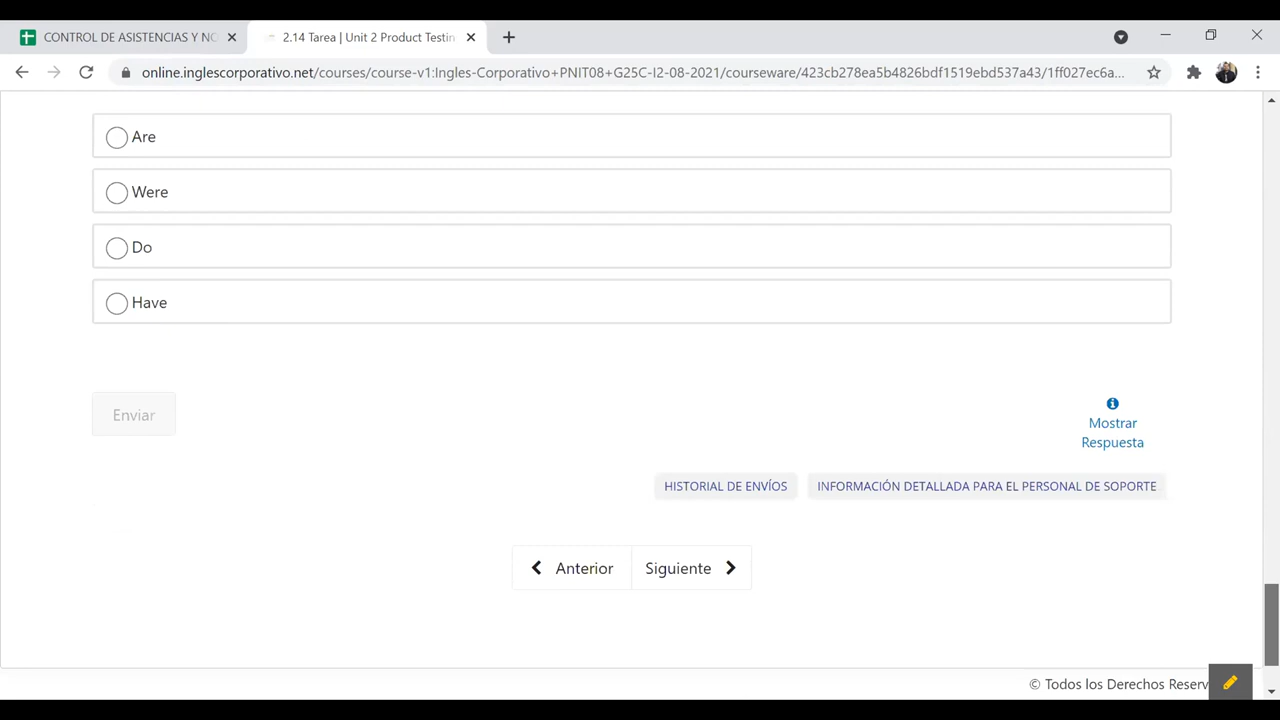 CONTROL DE ASISTENCIAS Y NO
2.14 Tarea | Unit 2 Product Testin
online.inglescorporativo.net/courses/course-v1:Ingles-Corporativo+PNIT08+G25C-I2-08-2021/courseware/423cb278ea5b4826bdf1519ebd537a43/1ff027ec6a...
Are
Were
Do
Have
Enviar
Mostrar
Respuesta
HISTORIAL DE ENVÍOS
INFORMACIÓN DETALLADA PARA EL PERSONAL DE SOPORTE
Anterior
Siguiente
© Todos los Derechos Reserv